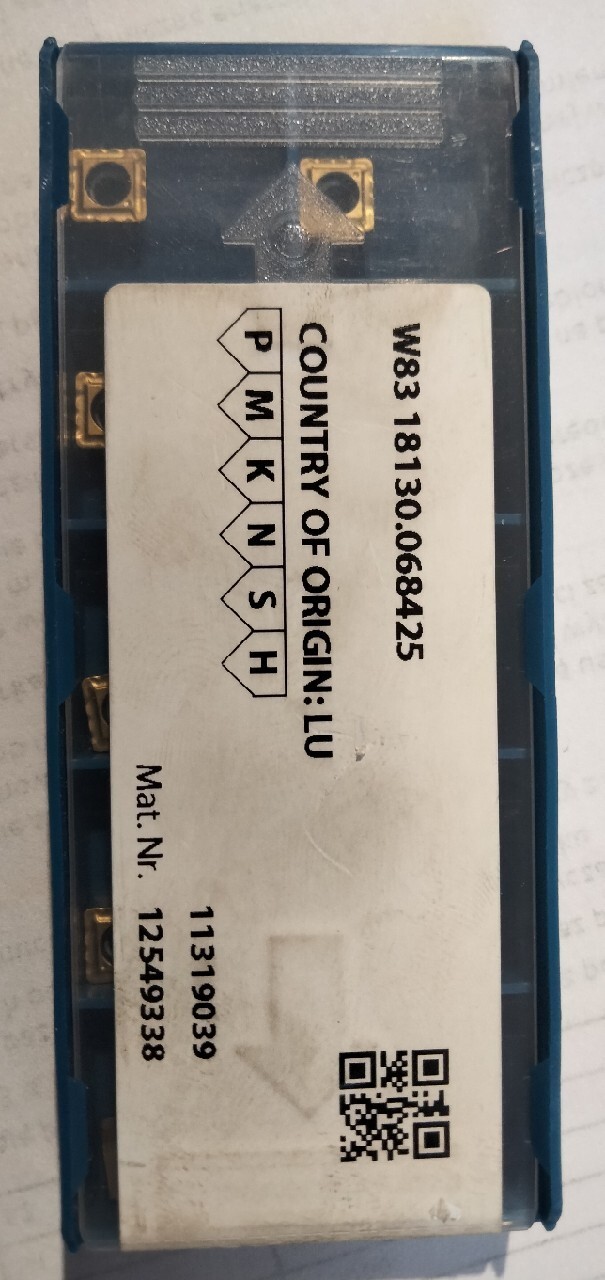 W83 18130.068425
COUNTRY OF ORIGIN: LU
P M K N S H
11319039
Mat. Nr. 12549338